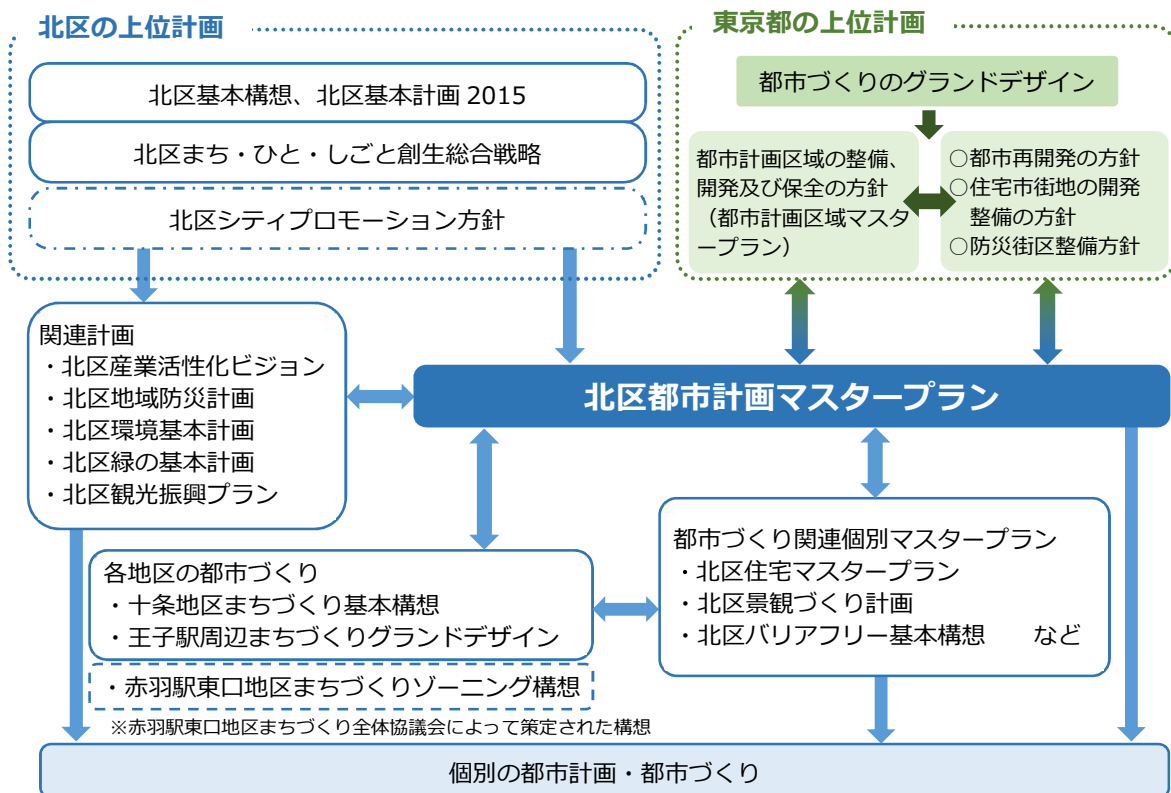 北区の上位計画
北区基本構想、北区基本計画 2015
北区まち・ひと・しごと創生総合戦略
北区シティプロモーション方針
東京都の上位計画
都市づくりのグランドデザイン
都市計画区域の整備、
開発及び保全の方針
（都市計画区域マスタ
ープラン）
○都市再開発の方針
○住宅市街地の開発
整備の方針
○防災街区整備方針
関連計画
・北区産業活性化ビジョン
・北区地域防災計画
・北区環境基本計画
・北区緑の基本計画
・北区観光振興プラン
北区都市計画マスタープラン
各地区の都市づくり
・十条地区まちづくり基本構想
・王子駅周辺まちづくりグランドデザイン
・赤羽駅東口地区まちづくりゾーニング構想
※赤羽駅東口地区まちづくり全体協議会によって策定された構想
都市づくり関連個別マスタープラン
・北区住宅マスタープラン
・北区景観づくり計画
・北区バリアフリー基本構想　　など
個別の都市計画・都市づくり